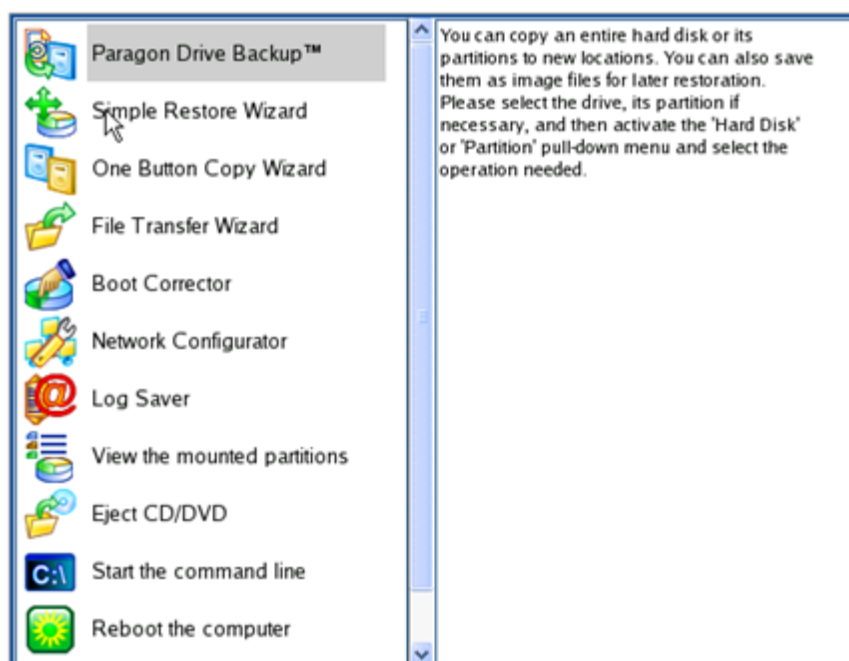 Paragon Drive Backup™
Simple Restore Wizard
One Button Copy Wizard
File Transfer Wizard
Boot Corrector
Network Configurator
Log Saver
View the mounted partitions
Eject CD/DVD
C:\
Start the command line
Reboot the computer
You can copy an entire hard disk or its
partitions to new locations. You can also save
them as image files for later restoration.
Please select the drive, its partition if
necessary, and then activate the 'Hard Disk'
or 'Partition' pull-down menu and select the
operation needed.